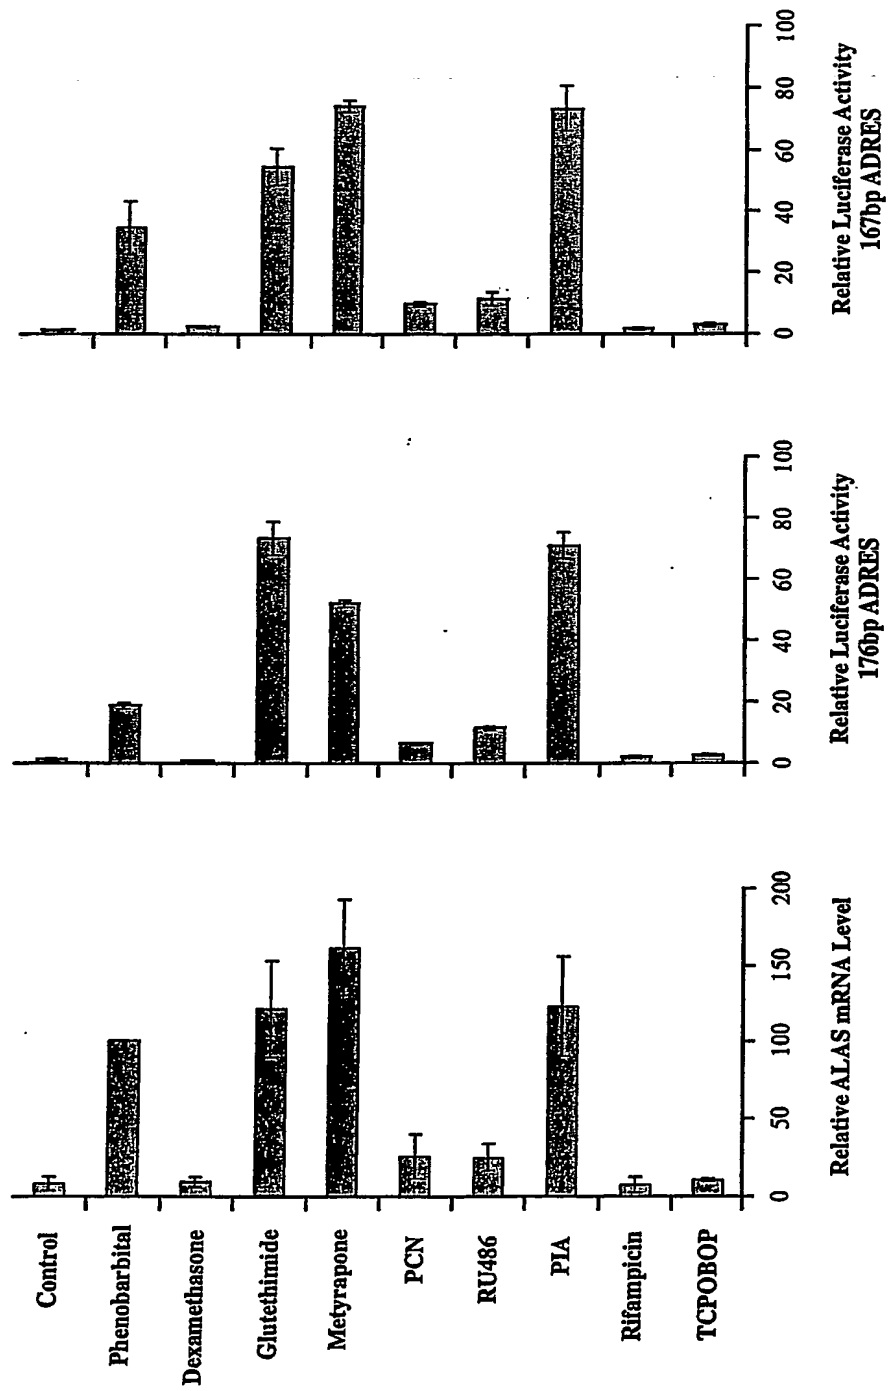 Control
Phenobarbital
Dexamethasone
Glutethimide
Metyrapone
PCN
RU486
PIA
Rifampicin
TCPOBOP
0 50 100 150 200
Relative ALAS mRNA Level
0 20 40 60 80 100
Relative Luciferase Activity
176bp ADRES
0 20 40 60 80 100
Relative Luciferase Activity
167bp ADRES